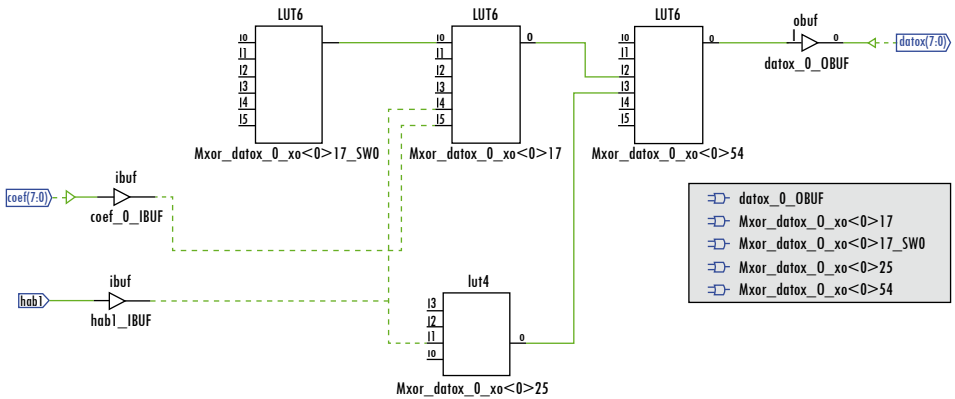 LUT6 LUT6 LUT6 obuf
I0 I0 O I0 O I O datox(7:0)
I1 I1 I1
I2 I2 I2 datox_0_OBUF
I3 I3 I3
I4 I4 I4
I5 I5 I5
Mxor_datox_0_xo<0>17_SW0 Mxor_datox_0_xo<0>17 Mxor_datox_0_xo<0>54
ibuf
coef(7:0)
coef_0_IBUF
datox_0_OBUF
Mxor_datox_0_xo<0>17
Mxor_datox_0_xo<0>17_SW0
Mxor_datox_0_xo<0>25
Mxor_datox_0_xo<0>54
ibuf lut4
hab1
hab1_IBUF
I3
I2
I1 O
I0
Mxor_datox_0_xo<0>25